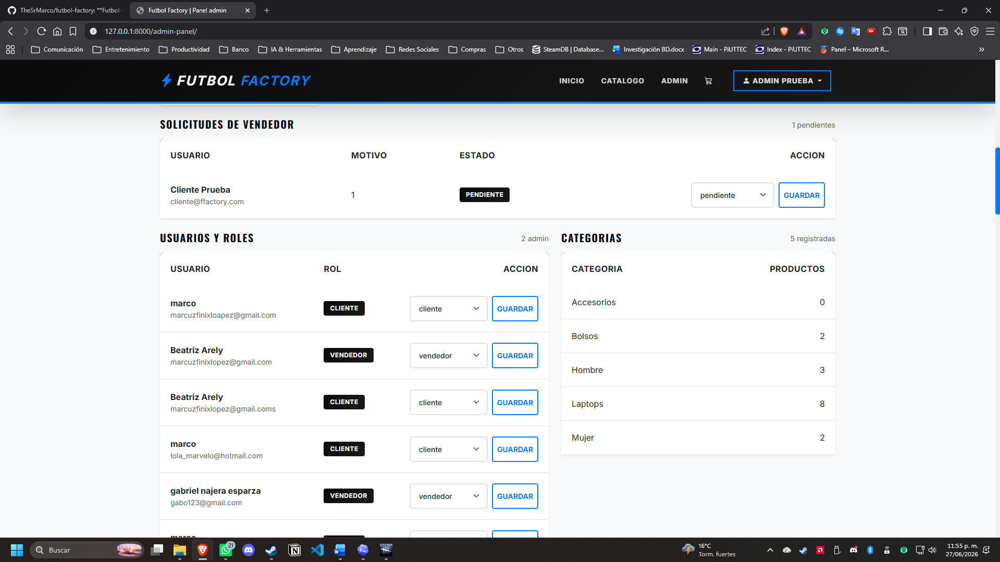 TheSrMarco/futbol-factory: **Futbol-
Futbol Factory | Panel admin
127.0.0.1:8000/admin-panel/
Comunicación
Entretenimiento
Productividad
Banco
IA & Herramientas
Aprendizaje
Redes Sociales
Compras
Otros
SteamDB | Database...
Investigación BD.docx
Main - PiUTTEC
Index - PiUTTEC
Panel – Microsoft R...
FUTBOL FACTORY
INICIO
CATALOGO
ADMIN
ADMIN PRUEBA
SOLICITUDES DE VENDEDOR
1 pendientes
USUARIO MOTIVO ESTADO ACCION
Cliente Prueba
cliente@ffactory.com
1
PENDIENTE
pendiente
GUARDAR
USUARIOS Y ROLES
2 admin
USUARIO ROL ACCION
marco
marcuzfinixloapez@gmail.com
CLIENTE
cliente
GUARDAR
Beatriz Arely
marcuzfinixlopez@gmail.com
VENDEDOR
vendedor
GUARDAR
Beatriz Arely
marcuzfinixlopez@gmail.coms
CLIENTE
cliente
GUARDAR
marco
lola_marvelo@hotmail.com
CLIENTE
cliente
GUARDAR
gabriel najera esparza
gabo123@gmail.com
VENDEDOR
vendedor
GUARDAR
marco
CATEGORIAS
5 registradas
CATEGORIA PRODUCTOS
Accesorios 0
Bolsos 2
Hombre 3
Laptops 8
Mujer 2
Buscar
21
16°C
Torm. fuertes
11:55 p. m.
27/06/2026